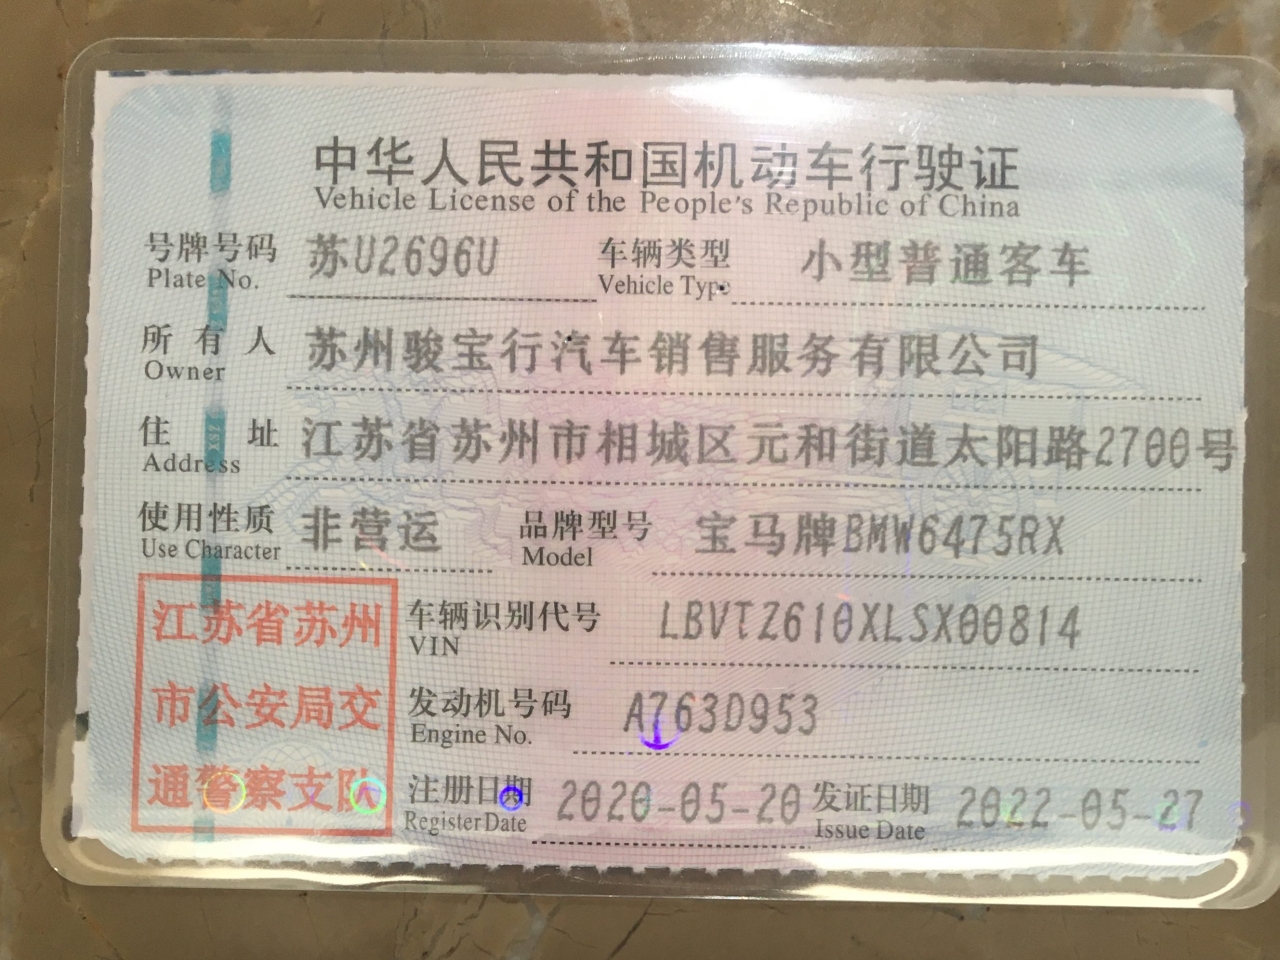 中华人民共和国机动车行驶证
Vehicle License of the People's Republic of China
号牌号码 苏U2696U 车辆类型 小型普通客车
Plate No. Vehicle Type
所有人 苏州骏宝行汽车销售服务有限公司
Owner
住址 江苏省苏州市相城区元和街道太阳路2700号
Address
使用性质 非营运 品牌型号 宝马牌BMW6475RX
Use Character Model
江苏省苏州
市公安局交
通警察支队
车辆识别代号 LBVTZ610XLSX00814
VIN
发动机号码 A763D953
Engine No.
注册日期 2020-05-20 发证日期 2022-05-27
Register Date Issue Date